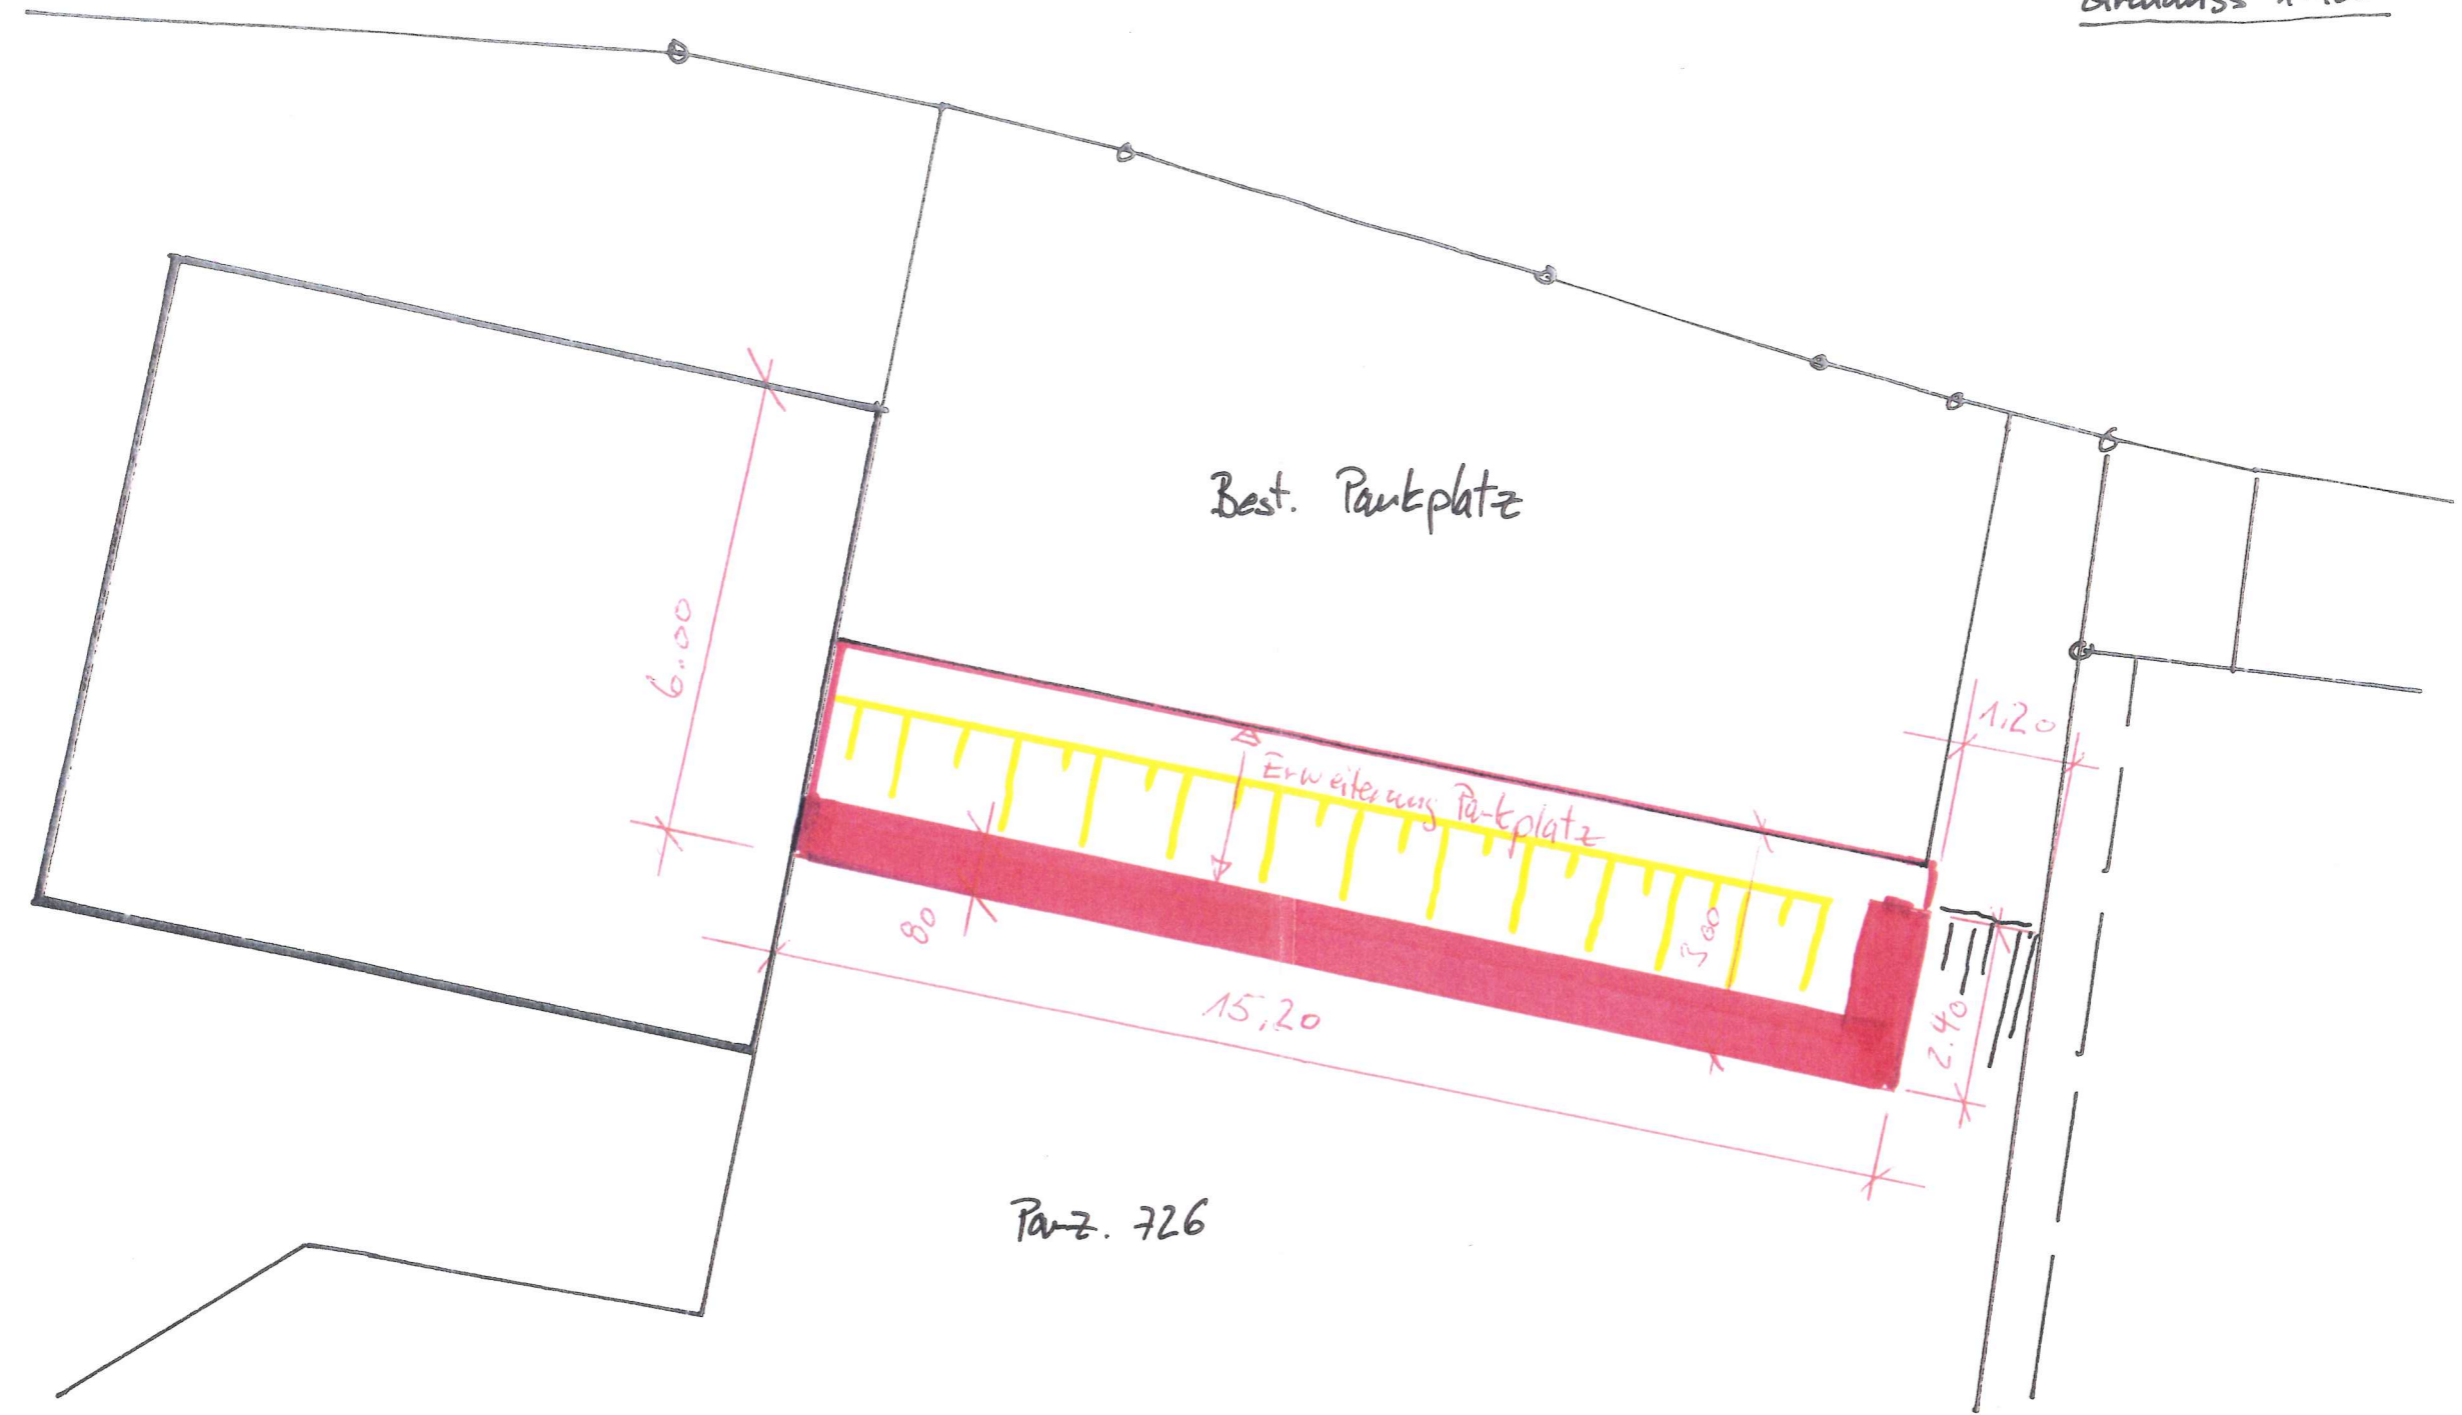 Best. Parkplatz
6.00
1.20
Erweiterung Parkplatz
80
3.00
15,20
2.40
Parz. 726